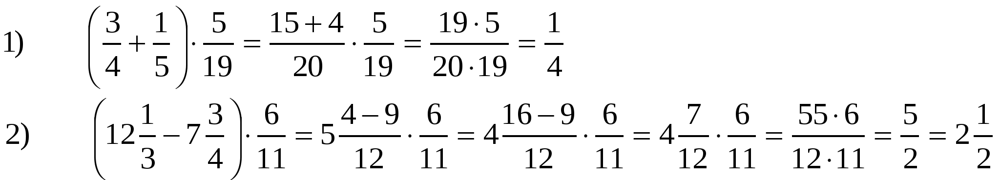 1) (3/4 + 1/5) · 5/19 = (15 + 4)/20 · 5/19 = (19 · 5)/(20 · 19) = 1/4
2) (12 1/3 − 7 3/4) · 6/11 = 5 (4 − 9)/12 · 6/11 = 4 (16 − 9)/12 · 6/11 = 4 7/12 · 6/11 = (55 · 6)/(12 · 11) = 5/2 = 2 1/2